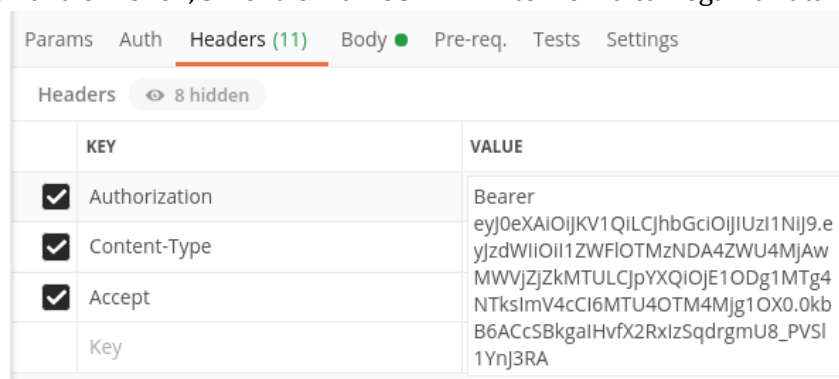 Params Auth Headers (11) Body Pre-req. Tests Settings
Headers 8 hidden
KEY VALUE
Authorization
Content-Type
Accept
Key
Bearer
eyJ0eXAiOiJKV1QiLCJhbGciOiJIUzI1NiJ9.e
yJzdWIiOiI1ZWFlOTMzNDA4ZWU4MjAw
MWVjZjZkMTULCJpYXQiOjE1ODg1MTg4
NTksImV4cCI6MTU4OTM4Mjg1OX0.0kb
B6ACcSBkgaIHvfX2RxIzSqdrgmU8_PVSl
1YnJ3RA